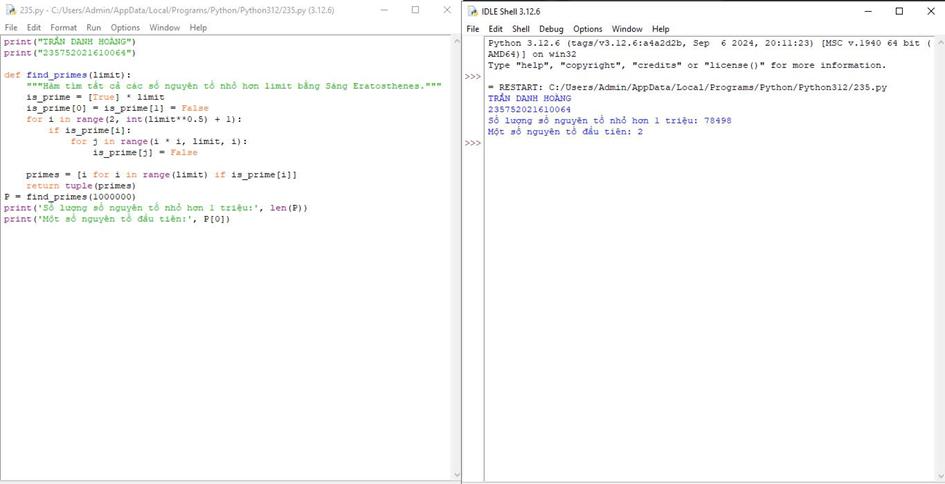 235.py - C:/Users/Admin/AppData/Local/Programs/Python/Python312/235.py (3.12.6)
File Edit Format Run Options Window Help
print("TRẦN DANH HOÀNG")
print("235752021610064")
def find_primes(limit):
"""Hàm tìm tất cả các số nguyên tố nhỏ hơn limit bằng Sàng Eratosthenes."""
is_prime = [True] * limit
is_prime[0] = is_prime[1] = False
for i in range(2, int(limit**0.5) + 1):
if is_prime[i]:
for j in range(i * i, limit, i):
is_prime[j] = False
primes = [i for i in range(limit) if is_prime[i]]
return tuple(primes)
P = find_primes(1000000)
print('Số lượng số nguyên tố nhỏ hơn 1 triệu:', len(P))
print('Một số nguyên tố đầu tiên:', P[0])
IDLE Shell 3.12.6
File Edit Shell Debug Options Window Help
Python 3.12.6 (tags/v3.12.6:a4a2d2b, Sep  6 2024, 20:11:23) [MSC v.1940 64 bit (
AMD64)] on win32
Type "help", "copyright", "credits" or "license()" for more information.
>>>
= RESTART: C:/Users/Admin/AppData/Local/Programs/Python/Python312/235.py
TRẦN DANH HOÀNG
235752021610064
Số lượng số nguyên tố nhỏ hơn 1 triệu: 78498
Một số nguyên tố đầu tiên: 2
>>>